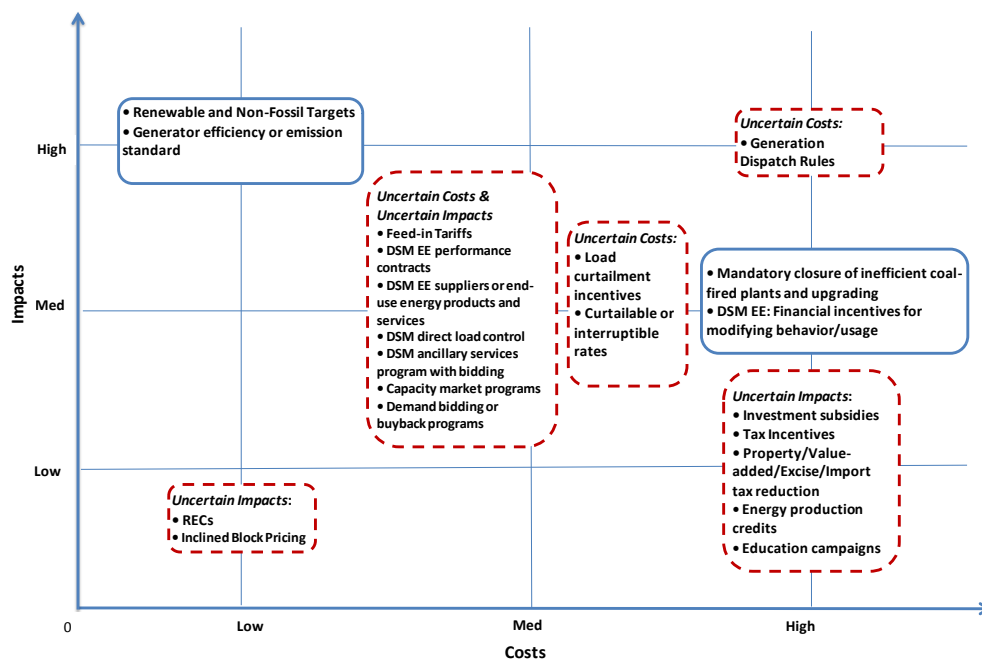 • Renewable and Non-Fossil Targets
• Generator efficiency or emission
standard
Uncertain Costs:
• Generation
Dispatch Rules
High
Uncertain Costs &
Uncertain Impacts
• Feed-in Tariffs
• DSM EE performance
contracts
• DSM EE suppliers or end-
use energy products and
services
• DSM direct load control
• DSM ancillary services
program with bidding
• Capacity market programs
• Demand bidding or
buyback programs
Uncertain Costs:
• Load
curtailment
incentives
• Curtailable or
interruptible
rates
• Mandatory closure of inefficient coal-
fired plants and upgrading
• DSM EE: Financial incentives for
modifying behavior/usage
Impacts
Med
Uncertain Impacts:
• Investment subsidies
• Tax Incentives
• Property/Value-
added/Excise/Import
tax reduction
• Energy production
credits
• Education campaigns
Low
Uncertain Impacts:
• RECs
• Inclined Block Pricing
0
Low
Med
High
Costs